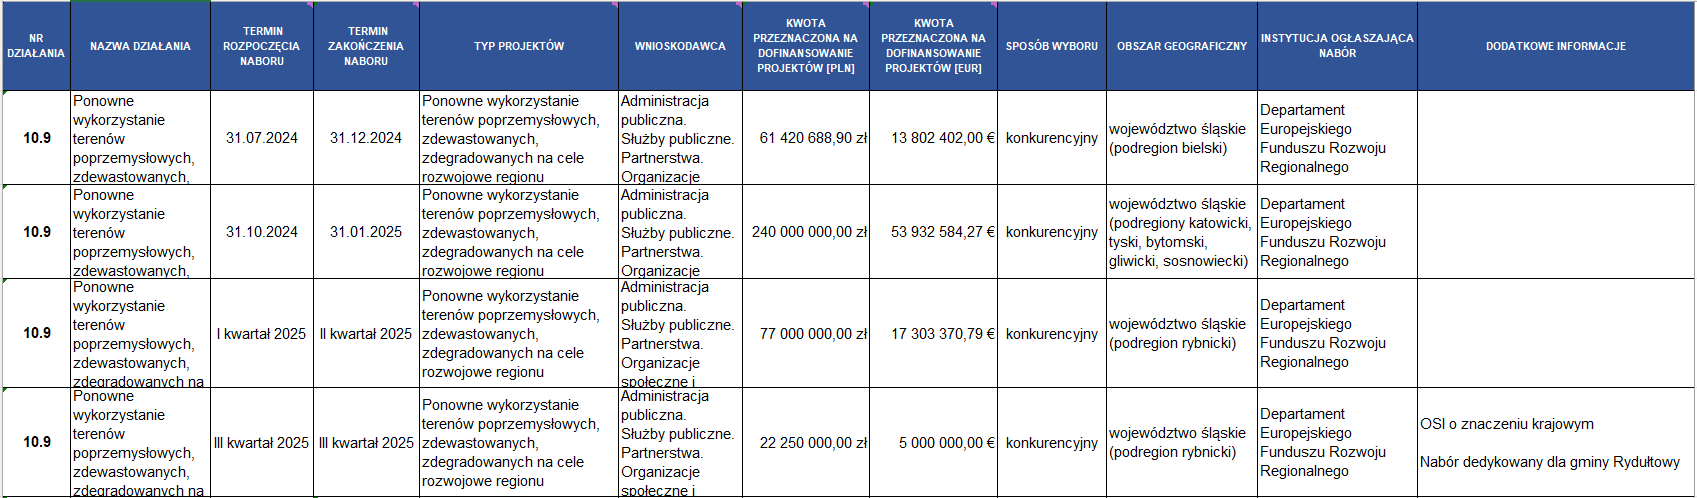 NR DZIAŁANIA
NAZWA DZIAŁANIA
TERMIN ROZPOCZĘCIA NABORU
TERMIN ZAKOŃCZENIA NABORU
TYP PROJEKTÓW
WNIOSKODAWCA
KWOTA PRZEZNACZONA NA DOFINANSOWANIE PROJEKTÓW [PLN]
KWOTA PRZEZNACZONA NA DOFINANSOWANIE PROJEKTÓW [EUR]
SPOSÓB WYBORU
OBSZAR GEOGRAFICZNY
INSTYTUCJA OGŁASZAJĄCA NABÓR
DODATKOWE INFORMACJE
10.9
Ponowne
wykorzystanie
terenów
poprzemysłowych,
zdewastowanych,
31.07.2024
31.12.2024
Ponowne wykorzystanie
terenów poprzemysłowych,
zdewastowanych,
zdegradowanych na cele
rozwojowe regionu
Administracja
publiczna.
Służby publiczne.
Partnerstwa.
Organizacje
61 420 688,90 zł
13 802 402,00 €
konkurencyjny
województwo śląskie
(podregion bielski)
Departament
Europejskiego
Funduszu Rozwoju
Regionalnego
10.9
Ponowne
wykorzystanie
terenów
poprzemysłowych,
zdewastowanych,
31.10.2024
31.01.2025
Ponowne wykorzystanie
terenów poprzemysłowych,
zdewastowanych,
zdegradowanych na cele
rozwojowe regionu
Administracja
publiczna.
Służby publiczne.
Partnerstwa.
Organizacje
240 000 000,00 zł
53 932 584,27 €
konkurencyjny
województwo śląskie
(podregiony katowicki,
tyski, bytomski,
gliwicki, sosnowiecki)
Departament
Europejskiego
Funduszu Rozwoju
Regionalnego
10.9
Ponowne
wykorzystanie
terenów
poprzemysłowych,
zdewastowanych,
zdegradowanych na
I kwartał 2025
II kwartał 2025
Ponowne wykorzystanie
terenów poprzemysłowych,
zdewastowanych,
zdegradowanych na cele
rozwojowe regionu
Administracja
publiczna.
Służby publiczne.
Partnerstwa.
Organizacje
społeczne i
77 000 000,00 zł
17 303 370,79 €
konkurencyjny
województwo śląskie
(podregion rybnicki)
Departament
Europejskiego
Funduszu Rozwoju
Regionalnego
10.9
Ponowne
wykorzystanie
terenów
poprzemysłowych,
zdewastowanych,
zdegradowanych na
III kwartał 2025
III kwartał 2025
Ponowne wykorzystanie
terenów poprzemysłowych,
zdewastowanych,
zdegradowanych na cele
rozwojowe regionu
Administracja
publiczna.
Służby publiczne.
Partnerstwa.
Organizacje
społeczne i
22 250 000,00 zł
5 000 000,00 €
konkurencyjny
województwo śląskie
(podregion rybnicki)
Departament
Europejskiego
Funduszu Rozwoju
Regionalnego
OSI o znaczeniu krajowym
Nabór dedykowany dla gminy Rydułtowy